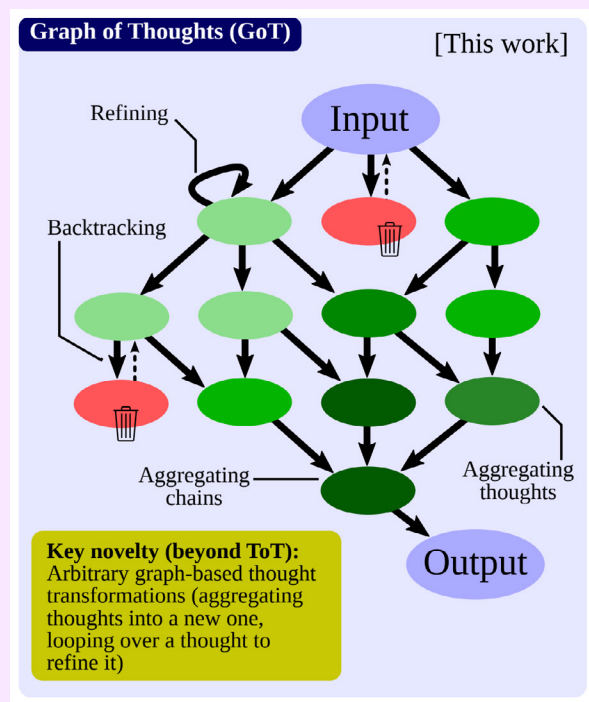 Graph of Thoughts (GoT)
[This work]
Refining
Input
Backtracking
Aggregating
chains
Aggregating
thoughts
Output
Key novelty (beyond ToT):
Arbitrary graph-based thought
transformations (aggregating
thoughts into a new one,
looping over a thought to
refine it)